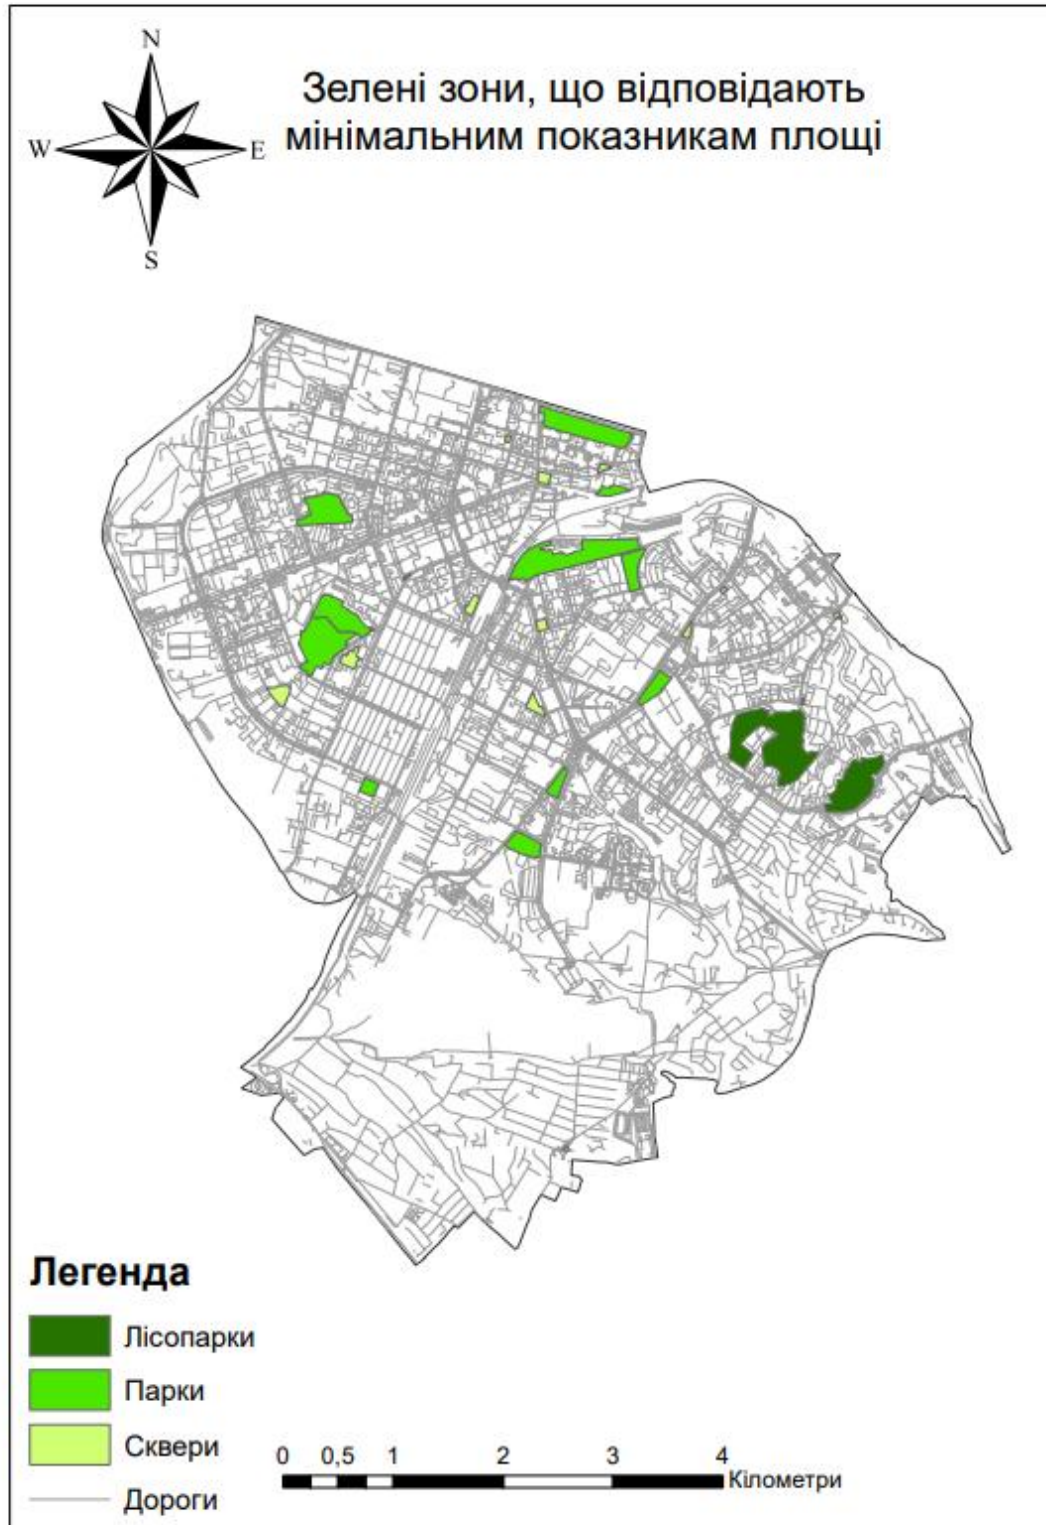 N
W
E
S
Зелені зони, що відповідають
мінімальним показникам площі
Легенда
Лісопарки
Парки
Сквери
Дороги
0 0,5 1 2 3 4
Кілометри